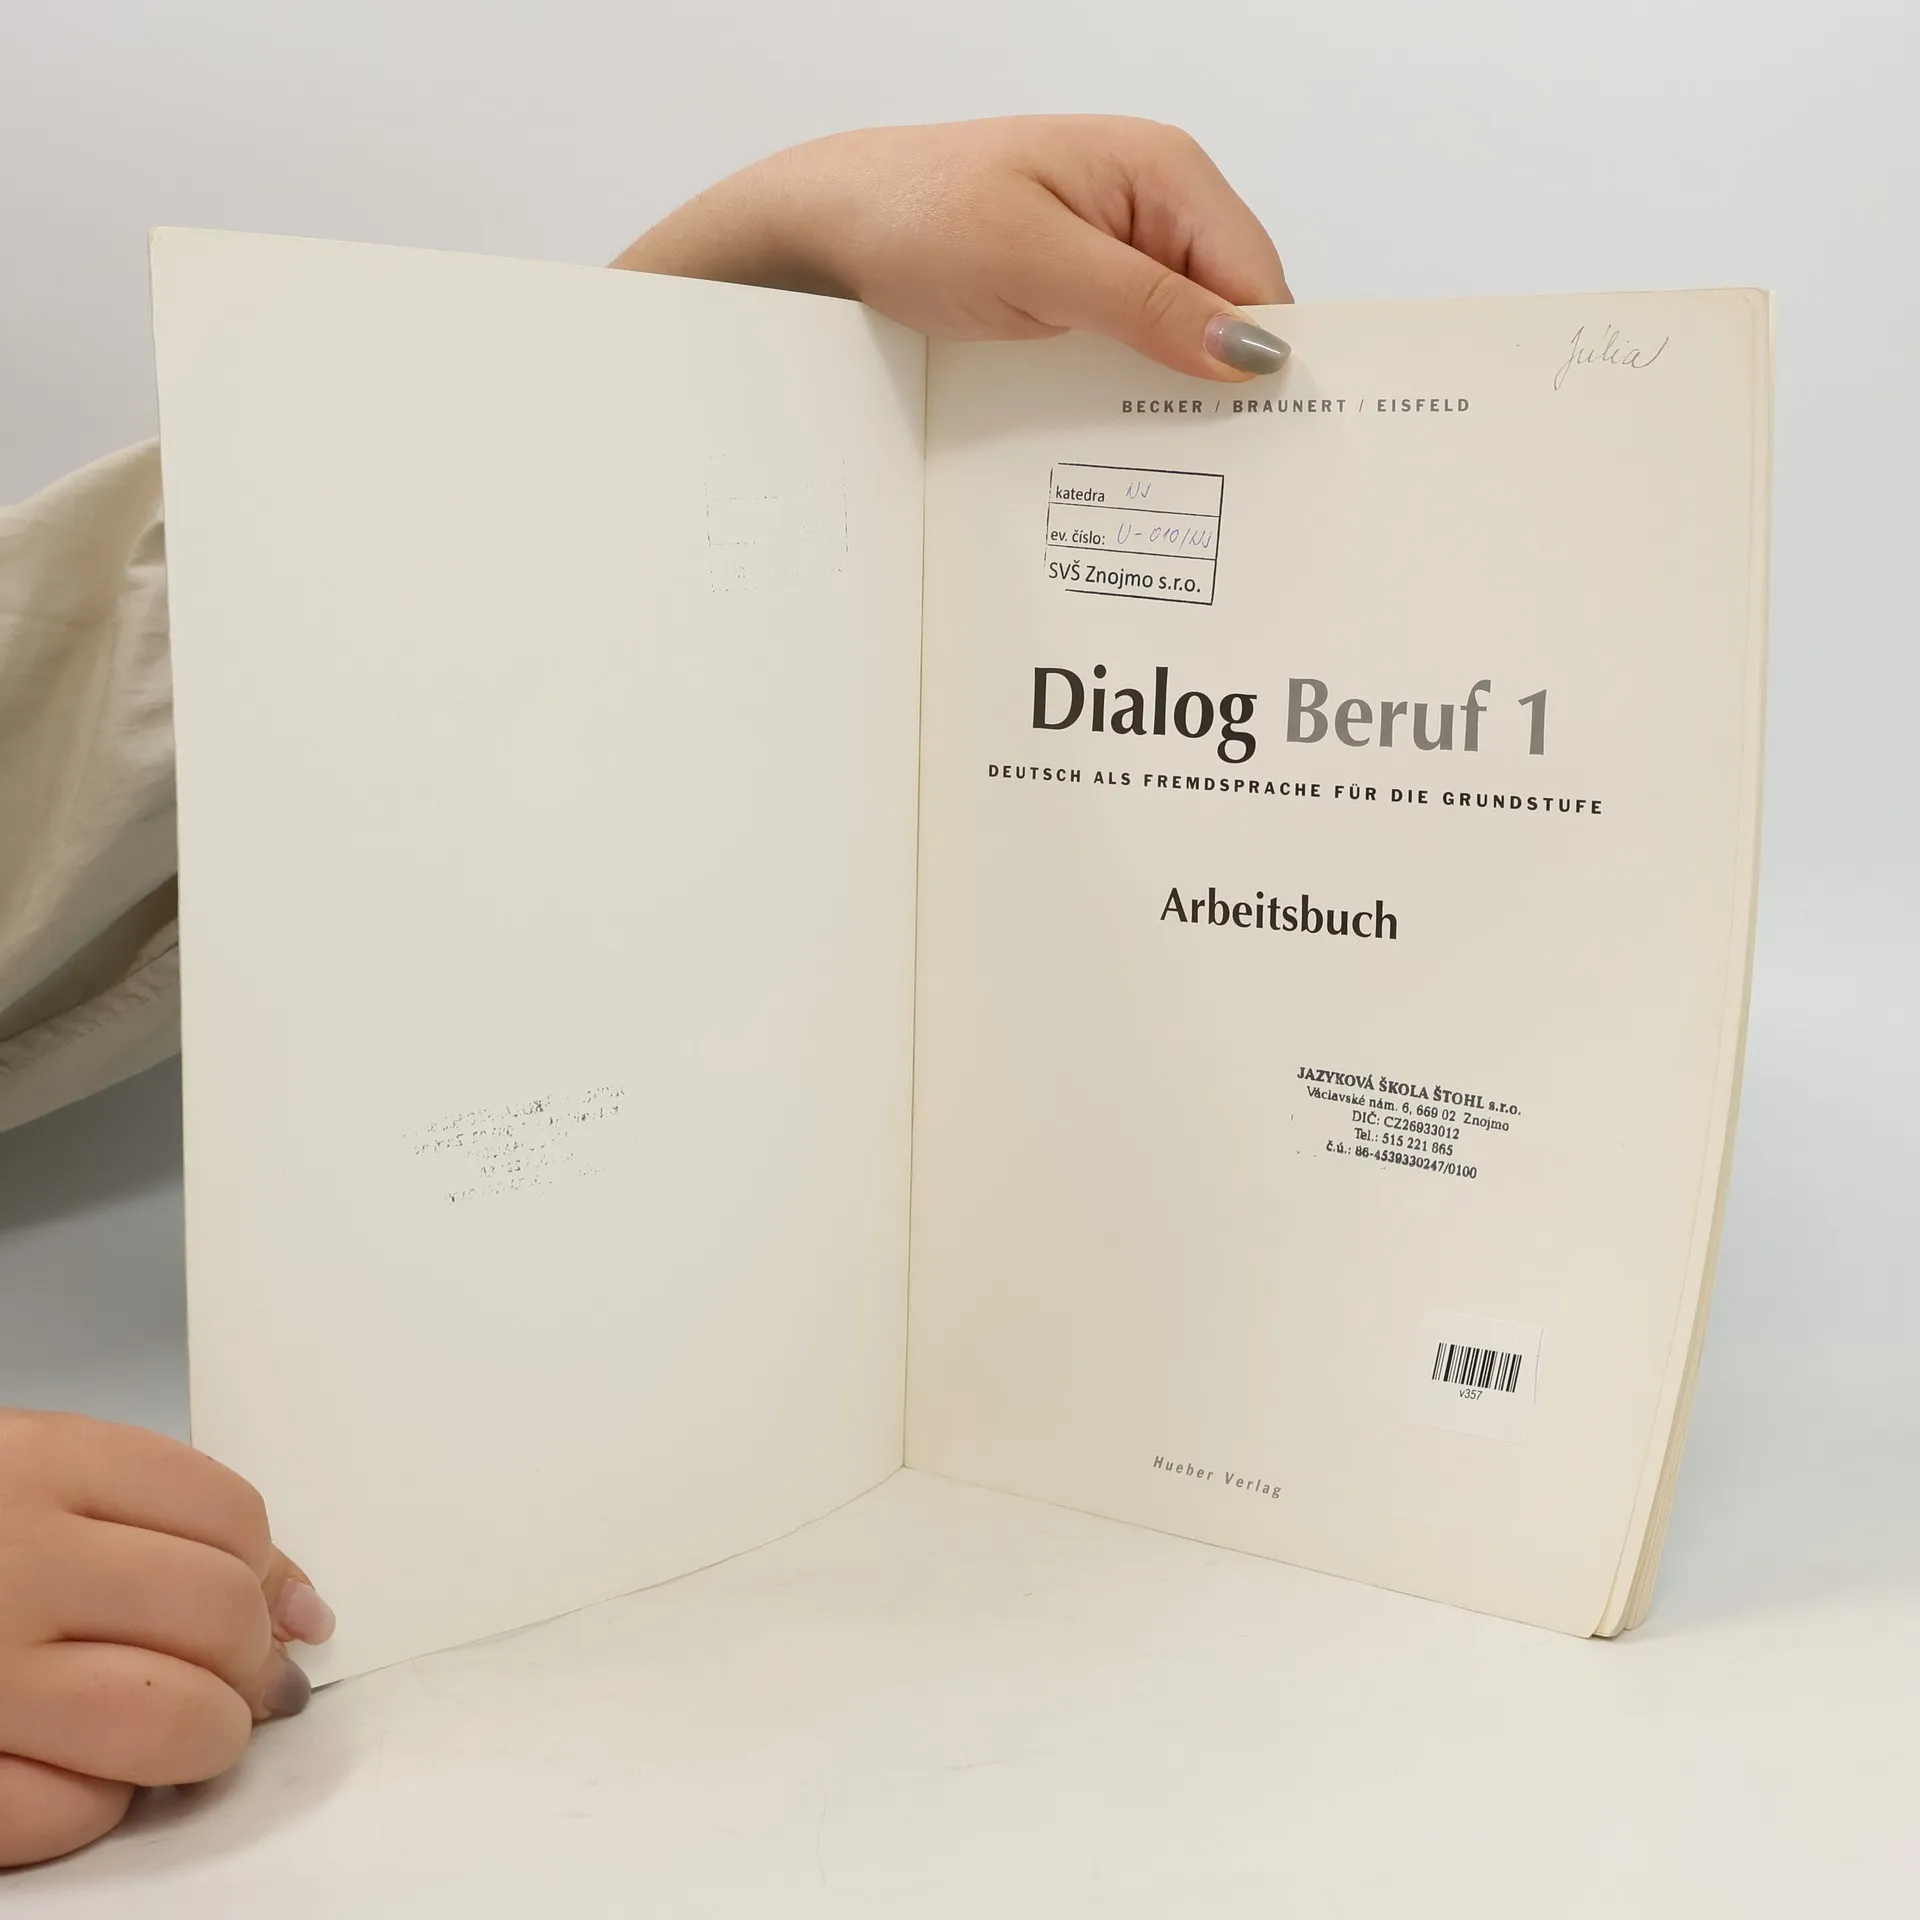 Júlia
BECKER / BRAUNERT / EISFELD
katedra NJ
ev. číslo: U-010/NJ
SVŠ Znojmo s.r.o.
Dialog Beruf 1
DEUTSCH ALS FREMDSPRACHE FÜR DIE GRUNDSTUFE
Arbeitsbuch
JAZYKOVÁ ŠKOLA ŠTOHL s.r.o.
Václavské nám. 6, 669 02 Znojmo
DIČ: CZ26933012
Tel.: 515 221 865
č.ú.: 86-4539330247/0100
v357
Hueber Verlag